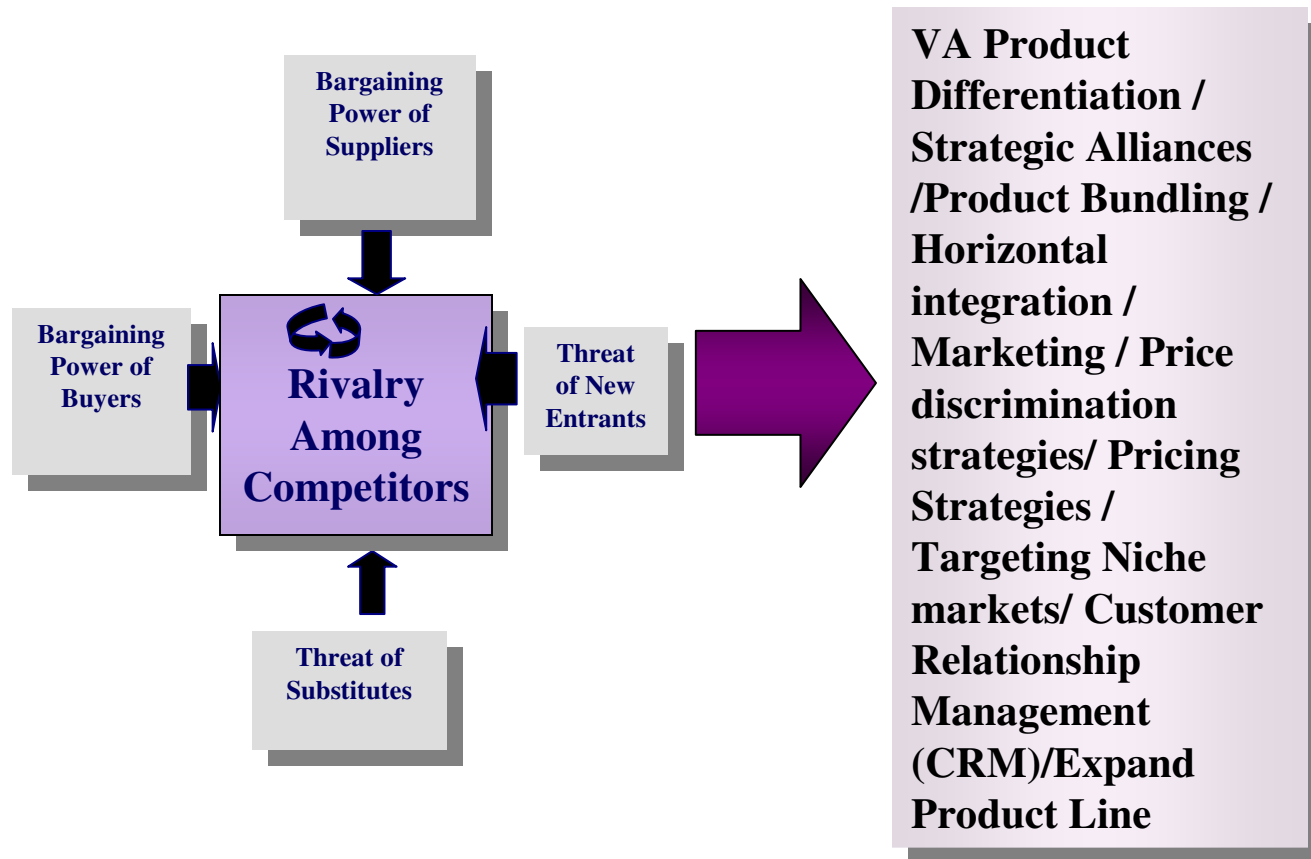 Bargaining
Power of
Suppliers
Bargaining
Power of
Buyers
Rivalry
Among
Competitors
Threat
of New
Entrants
Threat of
Substitutes
VA Product
Differentiation /
Strategic Alliances
/Product Bundling /
Horizontal
integration /
Marketing / Price
discrimination
strategies/ Pricing
Strategies /
Targeting Niche
markets/ Customer
Relationship
Management
(CRM)/Expand
Product Line